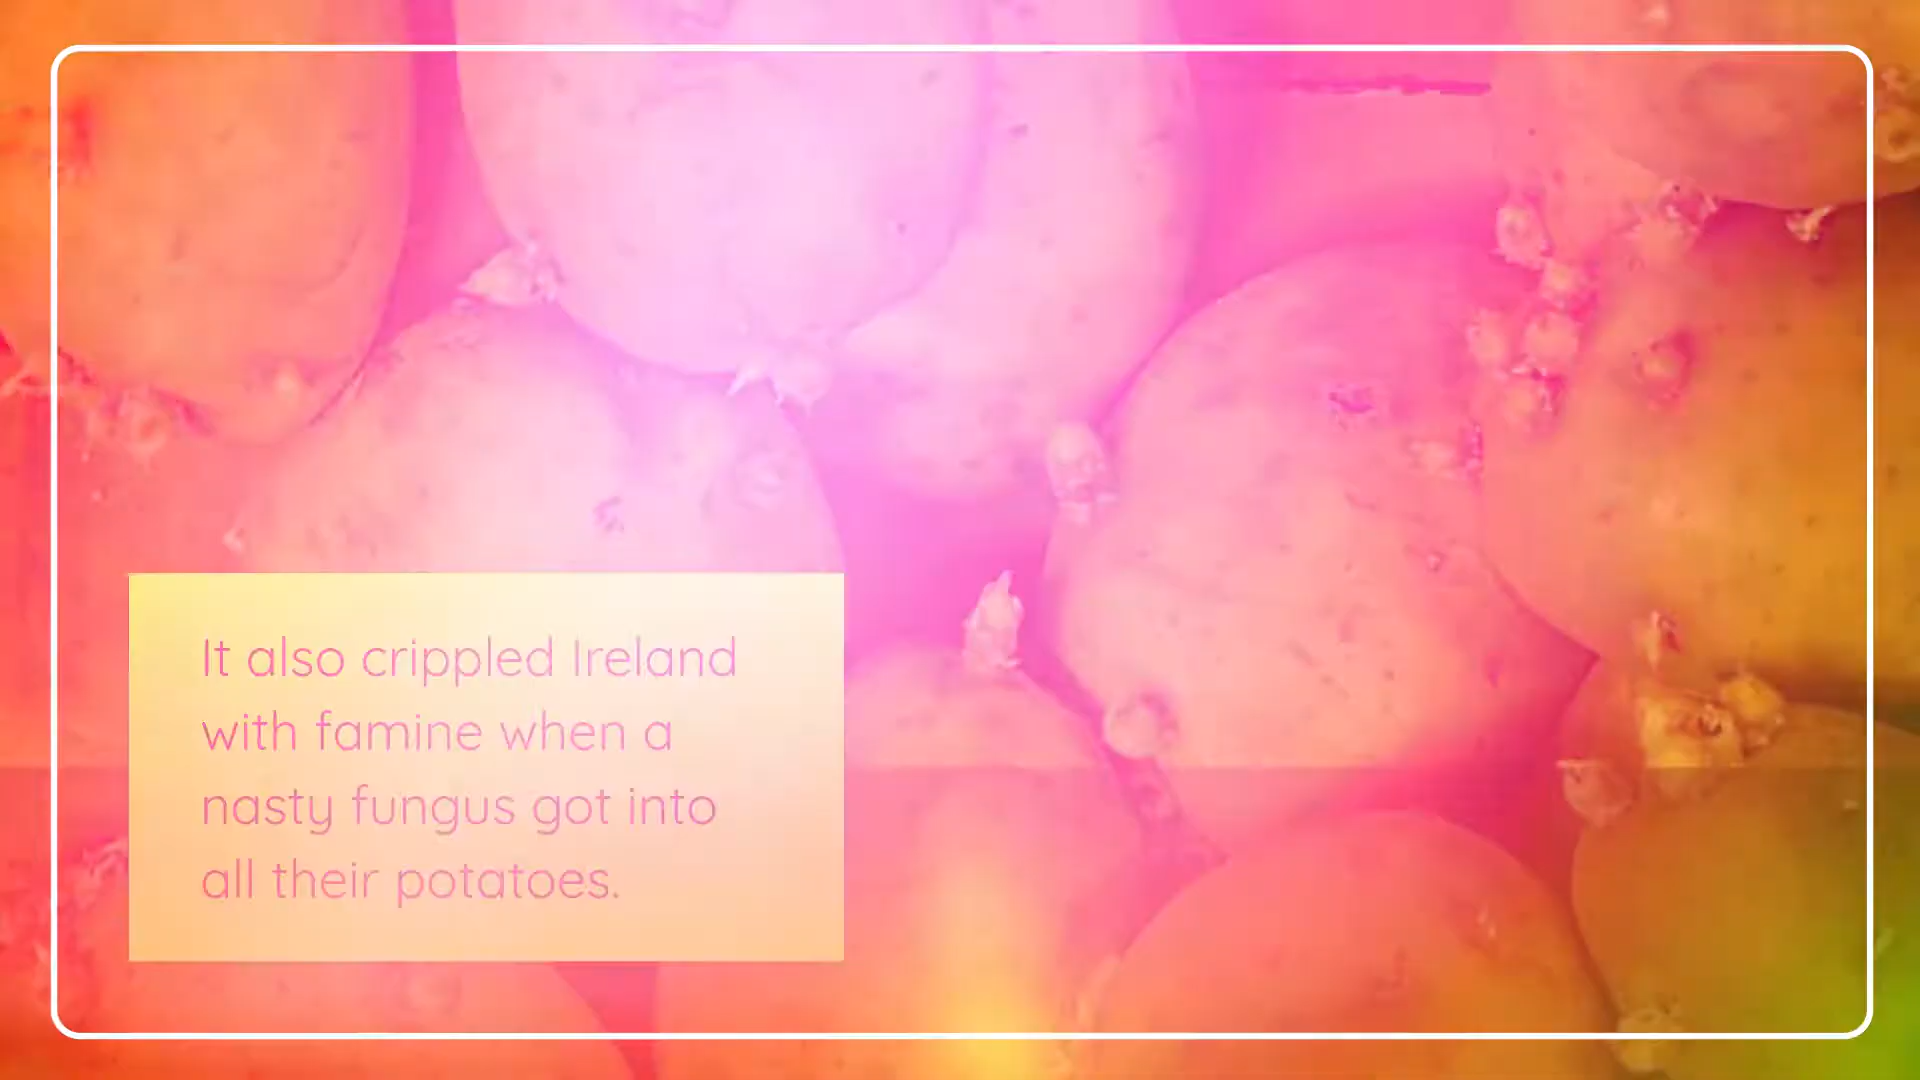 It also crippled Ireland
with famine when a
nasty fungus got into
all their potatoes.